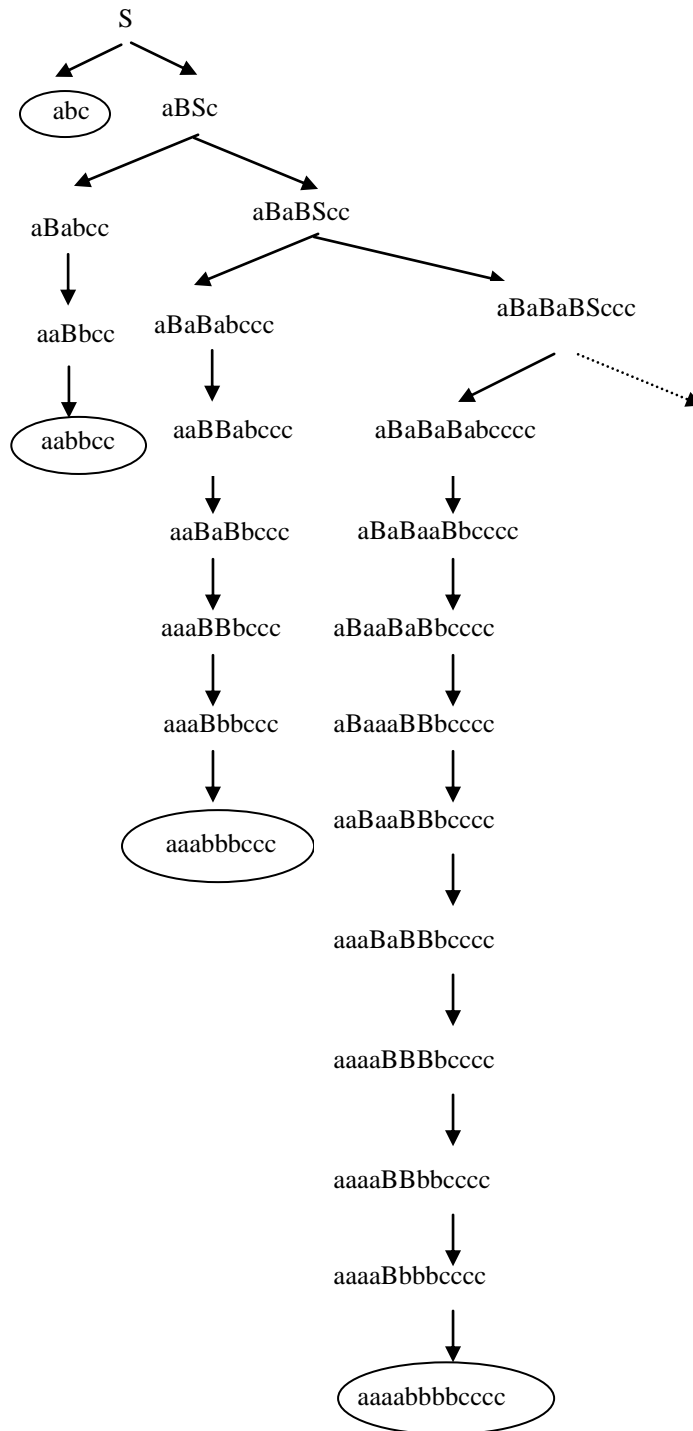 S
abc
aBSc
aBabcc
aBaBScc
aaBbcc
aBaBabccc
aBaBaBSccc
aabbcc
aaBBabccc
aBaBaBabcccc
aaBaBbccc
aBaBaaBbcccc
aaaBBbccc
aBaaBaBbcccc
aaaBbbccc
aBaaaBBbcccc
aaabbbccc
aaBaaBBbcccc
aaaBaBBbcccc
aaaaBBBbcccc
aaaaBBbbcccc
aaaaBbbbcccc
aaaabbbbcccc